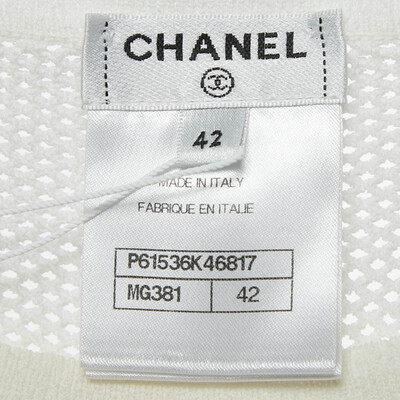 CHANEL
42
MADE IN ITALY
FABRIQUE EN ITALIE
P61536K46817
MG381 42